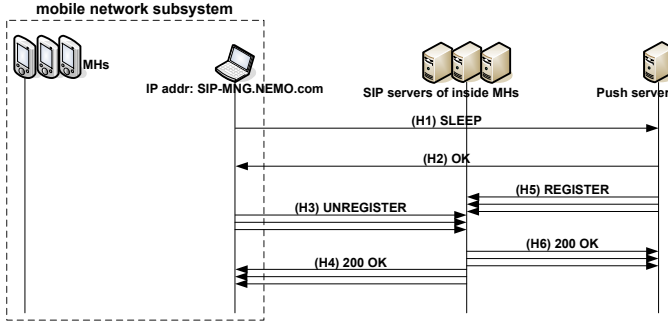 mobile network subsystem
MHs
IP addr: SIP-MNG.NEMO.com
SIP servers of inside MHs
Push server
(H1) SLEEP
(H2) OK
(H5) REGISTER
(H3) UNREGISTER
(H6) 200 OK
(H4) 200 OK